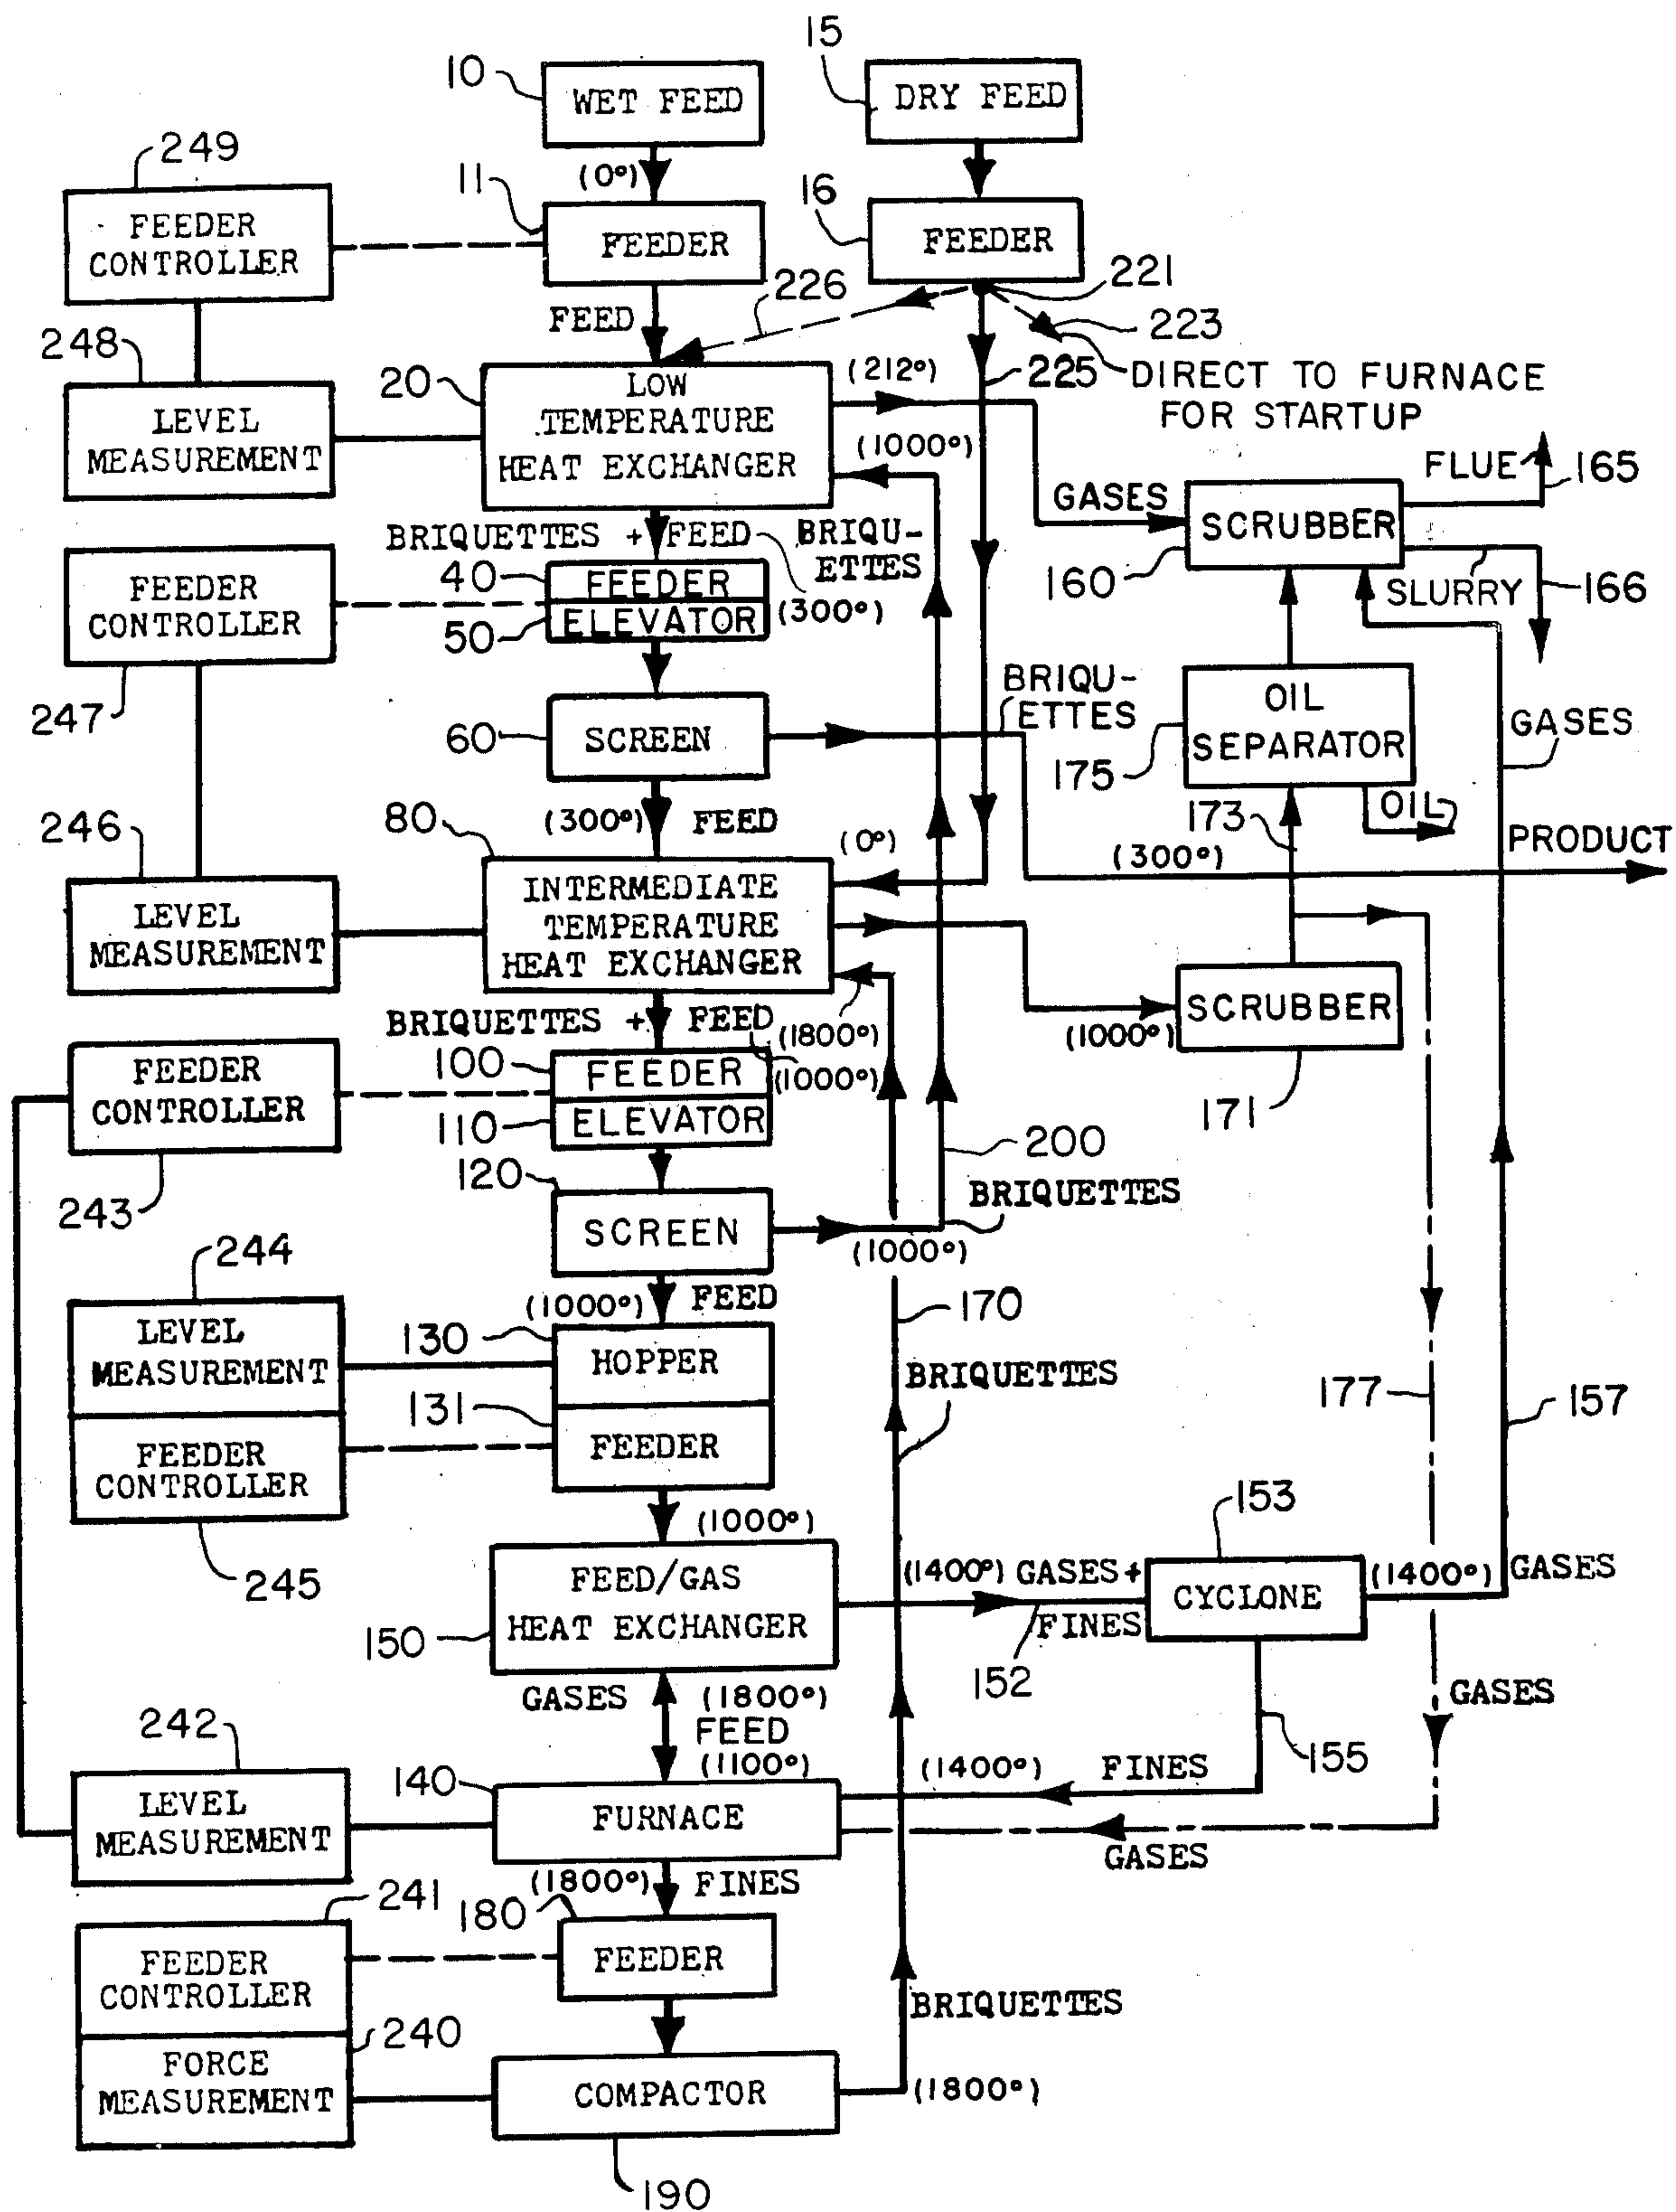 15
10
WET FEED
DRY FEED
249
(0°)
11
16
FEEDER
CONTROLLER
FEEDER
FEEDER
221
226
223
FEED
248
20
LOW
TEMPERATURE
HEAT EXCHANGER
(212°)
225
DIRECT TO FURNACE
FOR STARTUP
LEVEL
MEASUREMENT
(1000°)
FLUE
165
GASES
SCRUBBER
BRIQUETTES + FEED
BRIQU-
ETTES
160
SLURRY
166
FEEDER
CONTROLLER
40
FEEDER
(300°)
50
ELEVATOR
247
60
SCREEN
BRIQU-
ETTES
OIL
SEPARATOR
175
GASES
246
80
(300°)
FEED
(0°)
173
OIL
(300°)
PRODUCT
LEVEL
MEASUREMENT
INTERMEDIATE
TEMPERATURE
HEAT EXCHANGER
SCRUBBER
(1000°)
171
BRIQUETTES + FEED
(1800°)
FEEDER
CONTROLLER
100
FEEDER
(1000°)
110
ELEVATOR
200
243
120
SCREEN
BRIQUETTES
(1000°)
244
(1000°)
FEED
170
LEVEL
MEASUREMENT
130
HOPPER
BRIQUETTES
177
157
FEEDER
CONTROLLER
131
FEEDER
245
(1000°)
153
FEED/GAS
HEAT EXCHANGER
150
(1400°)
GASES +
FINES
152
CYCLONE
(1400°)
GASES
GASES
(1800°)
FEED
(1100°)
GASES
242
155
140
(1400°)
FINES
LEVEL
MEASUREMENT
FURNACE
GASES
(1800°)
FINES
241
180
FEEDER
CONTROLLER
FEEDER
BRIQUETTES
240
FORCE
MEASUREMENT
COMPACTOR
(1800°)
190